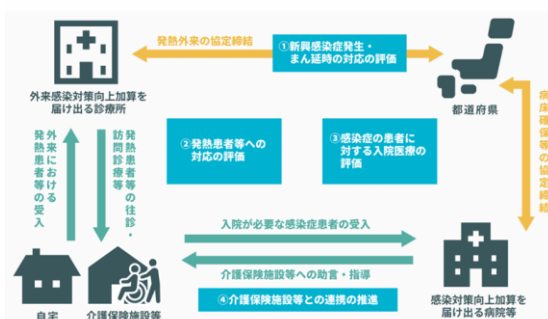 発熱外来の協定締結
①新興感染症発生・
まん延時の対応の評価
外来感染対策向上加算を
届け出る診療所
都道府県
病床確保等の協定締結
②発熱患者等への
対応の評価
③感染症の患者に
対する入院医療の
評価
外来における
発熱患者等の受入
発熱患者等の往診・
訪問診療等
入院が必要な感染症患者の受入
介護保険施設等への助言・指導
④介護保険施設等との連携の推進
自宅
介護保険施設等
感染対策向上加算を
届け出る病院等